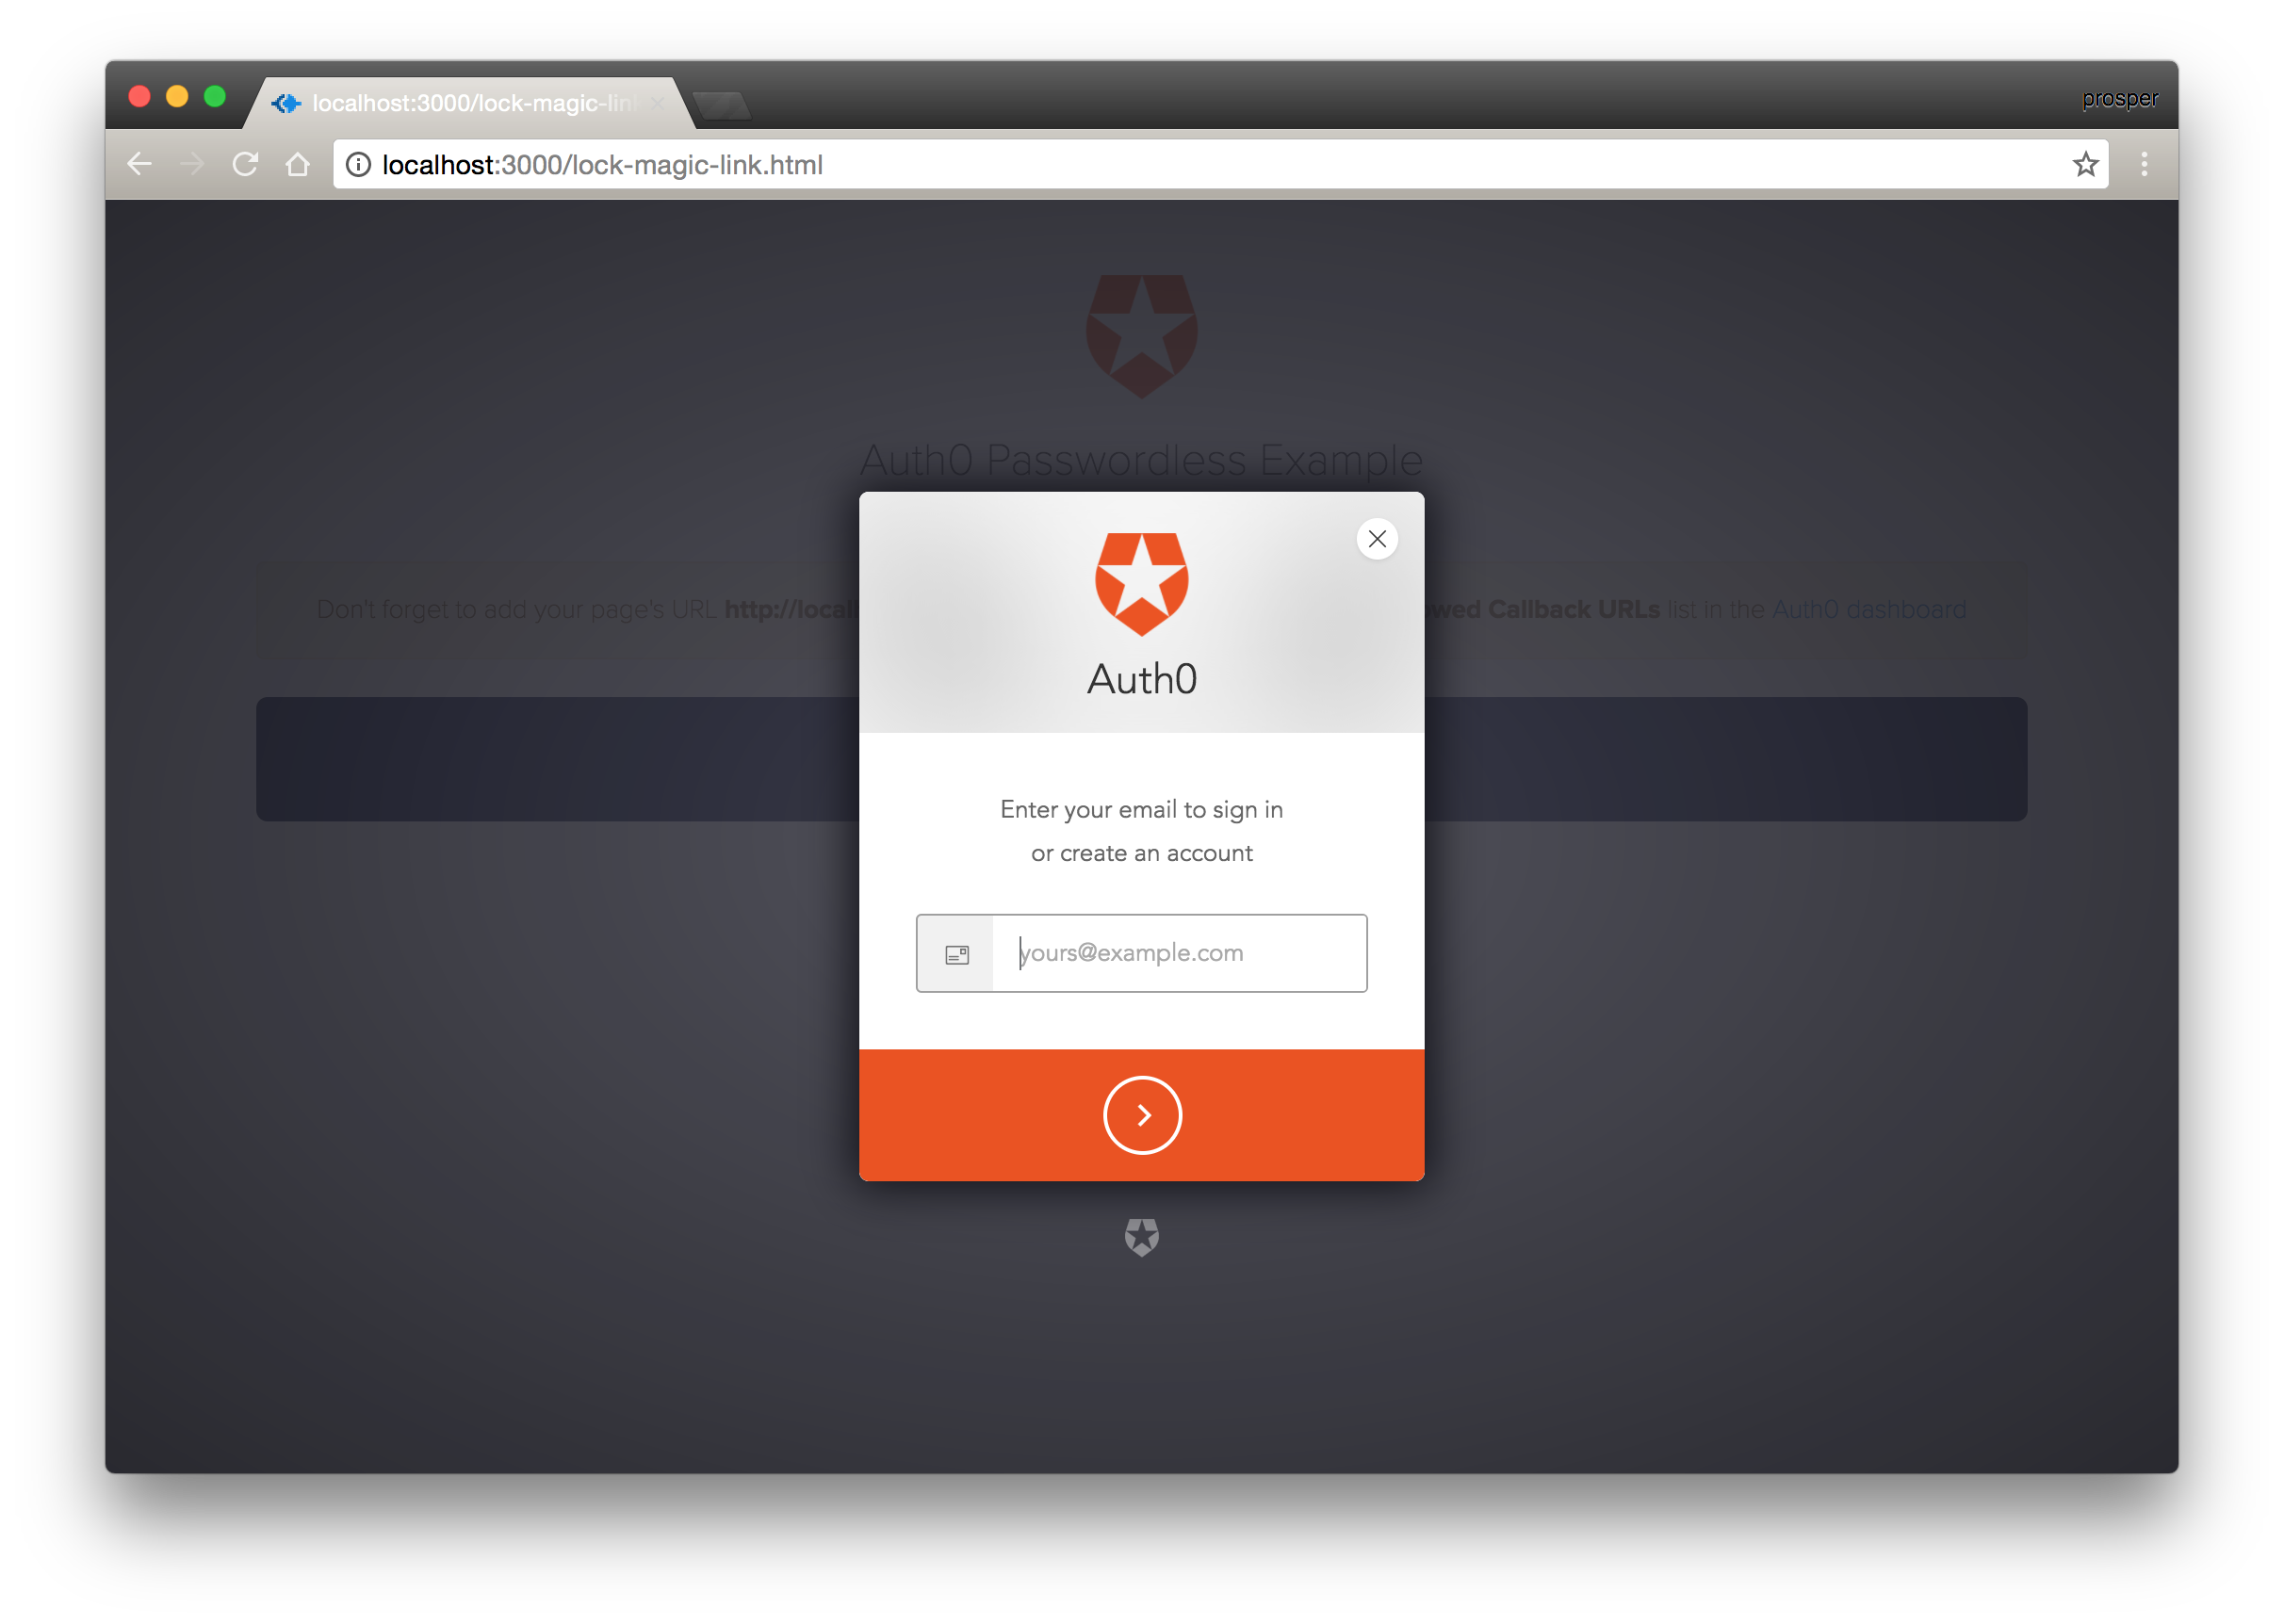 localhost:3000/lock-magic-lin
prosper
localhost:3000/lock-magic-link.html
Auth0 Passwordless Example
Don't forget to add your page's URL http://local
owed Callback URLs list in the Auth0 dashboard
Auth0
Enter your email to sign in
or create an account
yours@example.com